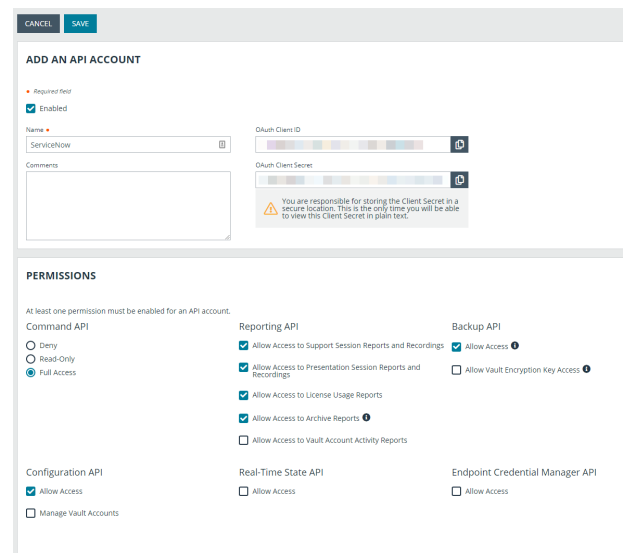 CANCEL SAVE
ADD AN API ACCOUNT
• Required field
Enabled
Name •
ServiceNow
Comments
OAuth Client ID
OAuth Client Secret
You are responsible for storing the Client Secret in a
secure location. This is the only time you will be able
to view this Client Secret in plain text.
PERMISSIONS
At least one permission must be enabled for an API account.
Command API
Deny
Read-Only
Full Access
Reporting API
Allow Access to Support Session Reports and Recordings
Allow Access to Presentation Session Reports and
Recordings
Allow Access to License Usage Reports
Allow Access to Archive Reports
Allow Access to Vault Account Activity Reports
Backup API
Allow Access
Allow Vault Encryption Key Access
Configuration API
Allow Access
Manage Vault Accounts
Real-Time State API
Allow Access
Endpoint Credential Manager API
Allow Access